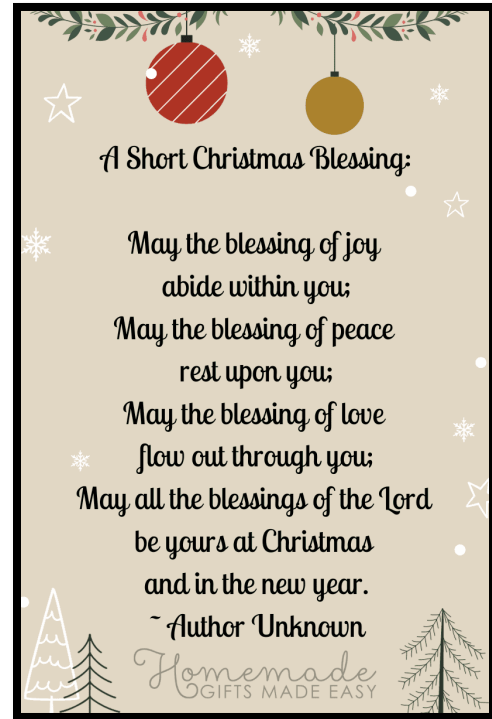 A Short Christmas Blessing:
May the blessing of joy
abide within you;
May the blessing of peace
rest upon you;
May the blessing of love
flow out through you;
May all the blessings of the Lord
be yours at Christmas
and in the new year.
~ Author Unknown
Homemade
GIFTS MADE EASY